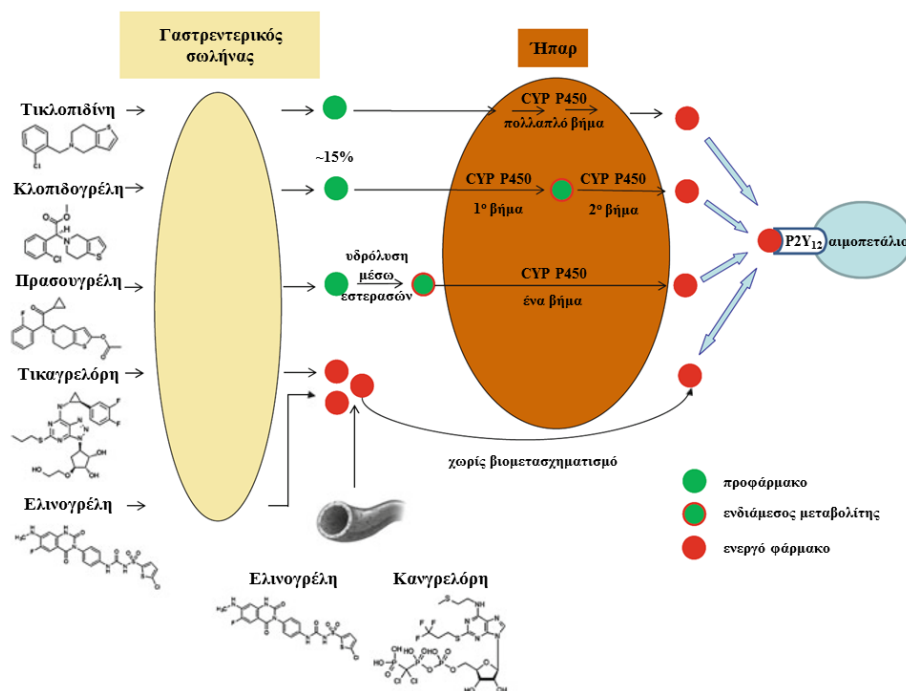 Γαστρεντερικός
σωλήνας
Ήπαρ
Τικλοπιδίνη
CYP P450
πολλαπλό βήμα
~15%
Κλοπιδογρέλη
CYP P450
CYP P450
1ο βήμα
2ο βήμα
P2Y12
αιμοπετάλιο
Πρασουγρέλη
υδρόλυση
μέσω
εστερασών
CYP P450
ένα βήμα
Τικαγρελόρη
χωρίς βιομετασχηματισμό
προφάρμακο
ενδιάμεσος μεταβολίτης
ενεργό φάρμακο
Ελινογρέλη
Ελινογρέλη
Κανγρελόρη